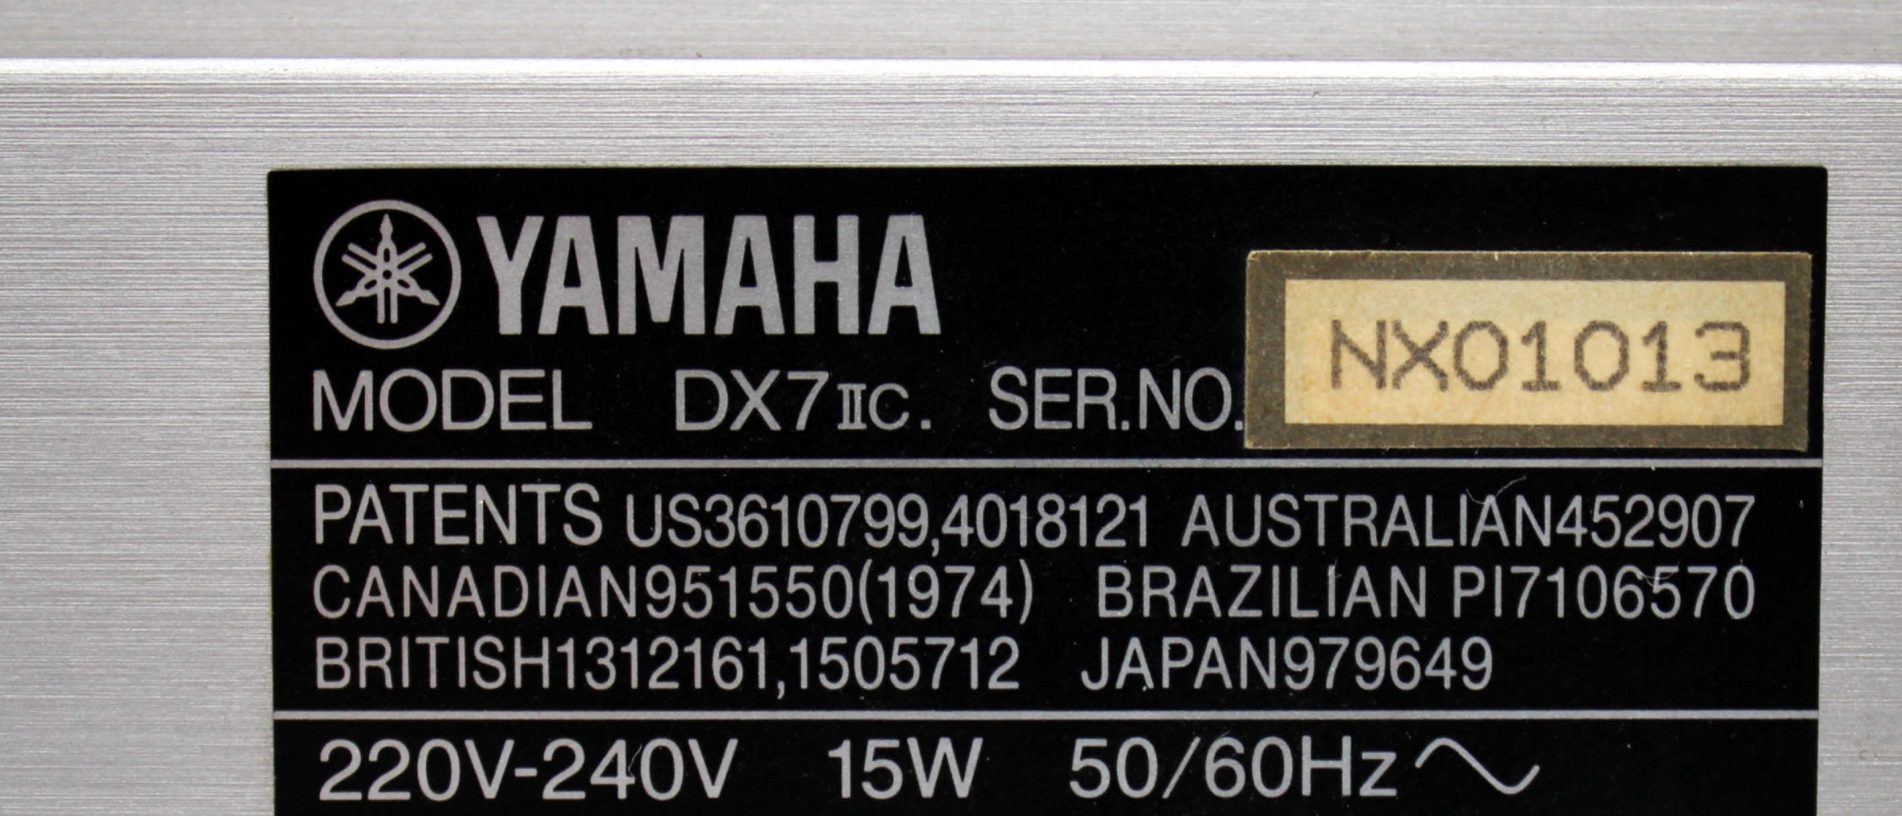 YAMAHA
MODEL DX7IIC. SER.NO. NX01013
PATENTS US3610799,4018121 AUSTRALIAN452907
CANADIAN951550(1974) BRAZILIAN PI7106570
BRITISH1312161,1505712 JAPAN979649
220V-240V 15W 50/60Hz～